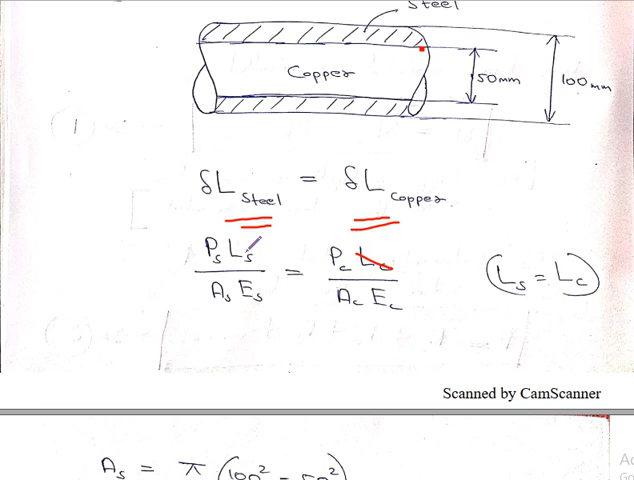 Steel
Copper
50mm
100mm
δL Steel = δL Copper.
Ps Ls / As Es = Pc Lc / Ac Ec (Ls = Lc)
Scanned by CamScanner
As = π (100² - 50²)